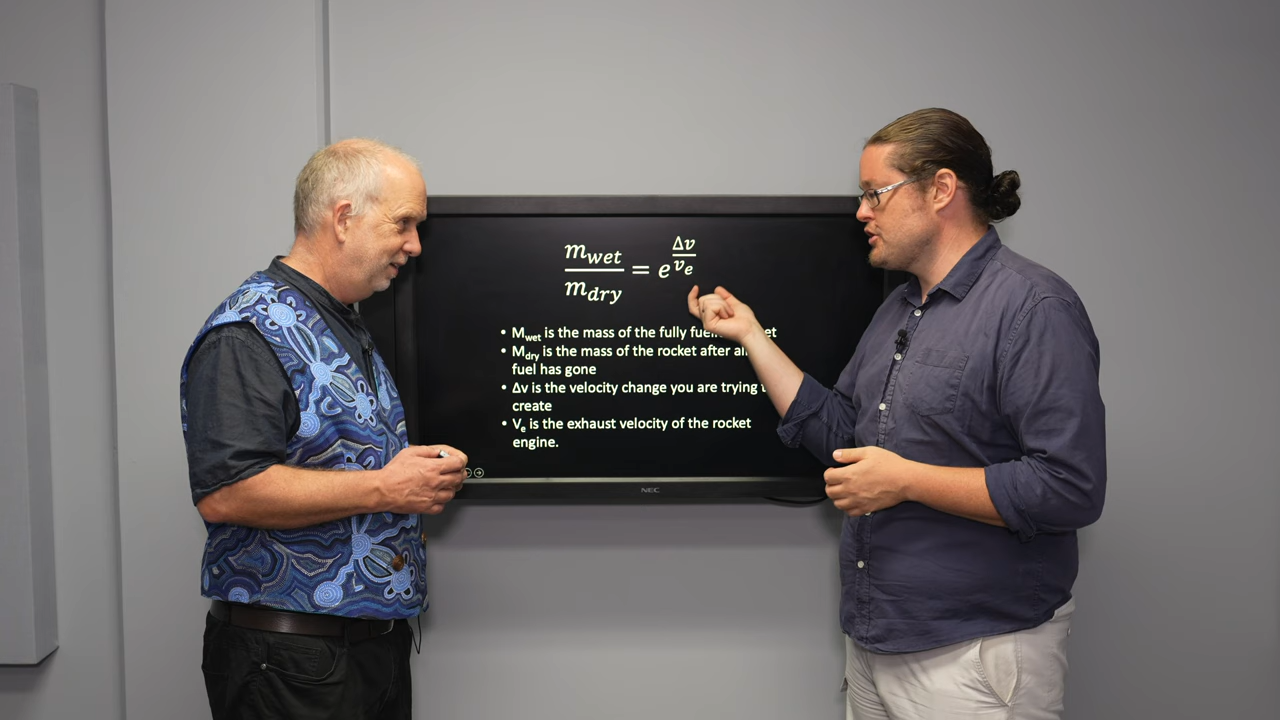 m_wet / m_dry = e^(Δv / v_e)
• M_wet is the mass of the fully
• M_dry is the mass of the rocket after
fuel has gone
• Δv is the velocity change you are trying
create
• V_e is the exhaust velocity of the rocket
engine.
NEC